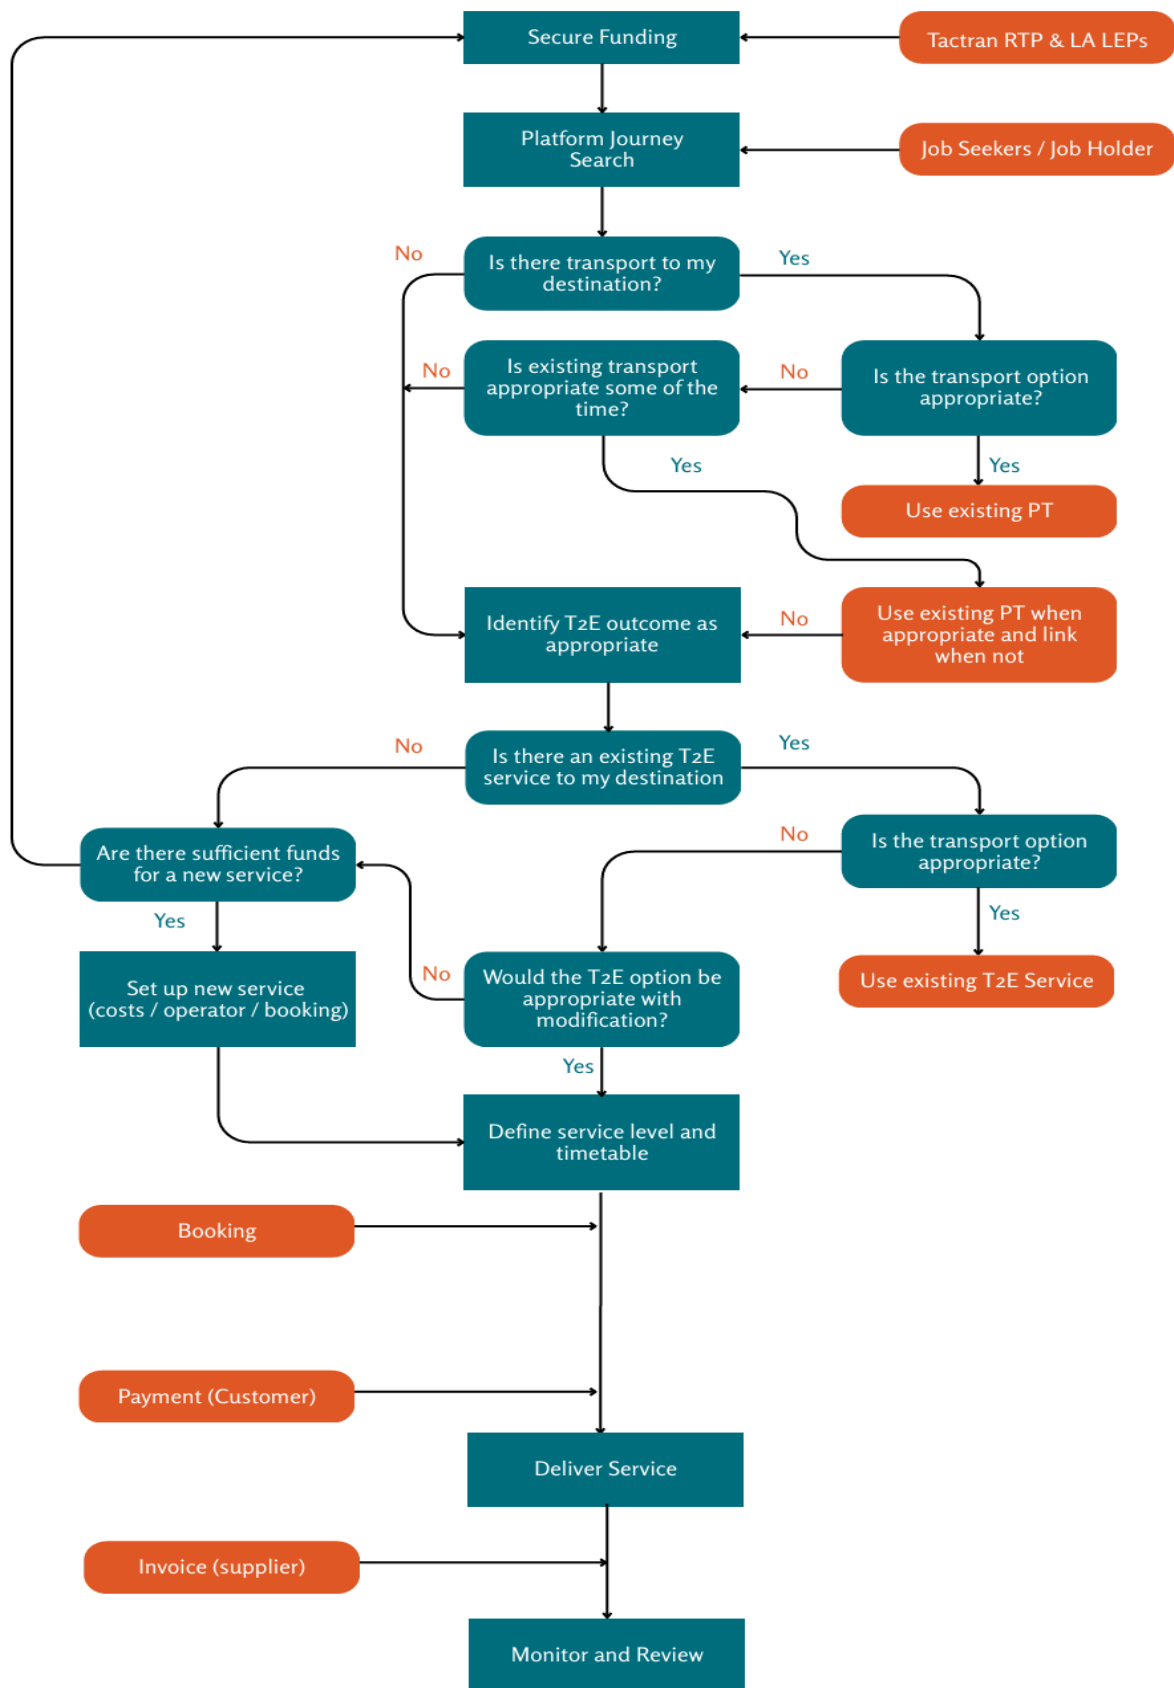 Secure Funding
Tactran RTP & LA LEPs
Platform Journey
Search
Job Seekers / Job Holder
No
Yes
Is there transport to my
destination?
Is existing transport
appropriate some of the
time?
No
No
Is the transport option
appropriate?
Yes
Yes
Use existing PT
Identify T2E outcome as
appropriate
No
Use existing PT when
appropriate and link
when not
No
Is there an existing T2E
service to my destination
Yes
Are there sufficient funds
for a new service?
No
Is the transport option
appropriate?
Yes
Yes
Set up new service
(costs / operator / booking)
No
Would the T2E option be
appropriate with
modification?
Use existing T2E Service
Yes
Define service level and
timetable
Booking
Payment (Customer)
Deliver Service
Invoice (supplier)
Monitor and Review